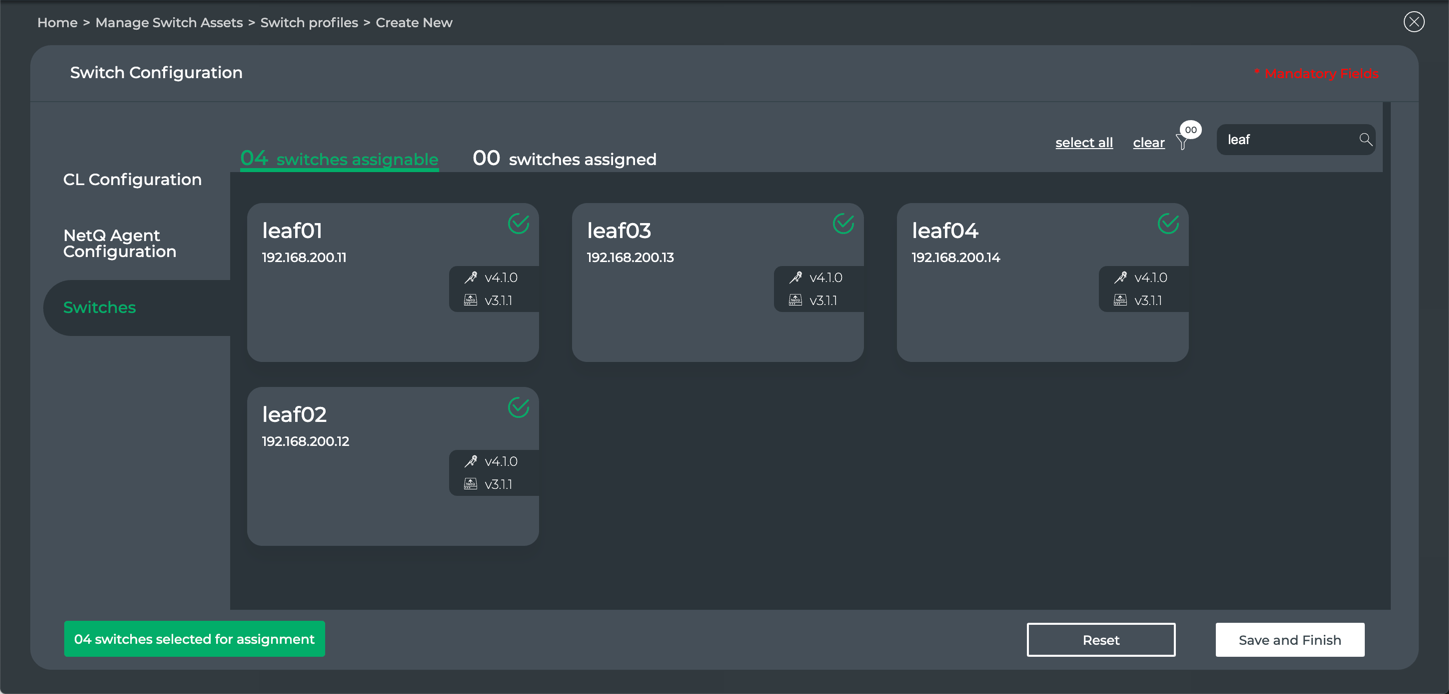 Home > Manage Switch Assets > Switch profiles > Create New
Switch Configuration
* Mandatory Fields
select all
clear
00
leaf
04 switches assignable
00 switches assigned
CL Configuration
NetQ Agent
Configuration
Switches
leaf01
192.168.200.11
v4.1.0
v3.1.1
leaf03
192.168.200.13
v4.1.0
v3.1.1
leaf04
192.168.200.14
v4.1.0
v3.1.1
leaf02
192.168.200.12
v4.1.0
v3.1.1
04 switches selected for assignment
Reset
Save and Finish